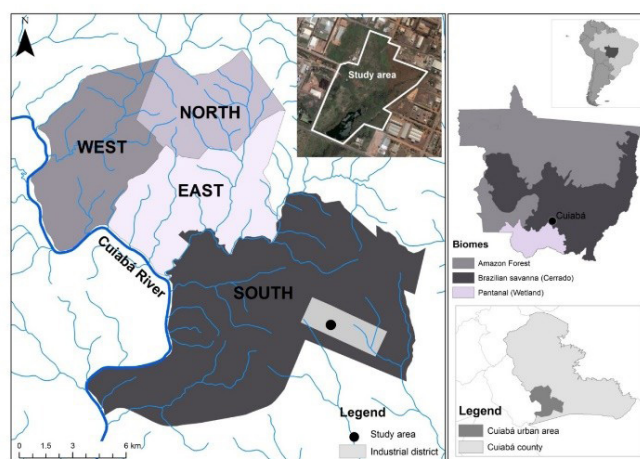 N
Study area
NORTH
WEST
EAST
Cuiabá River
SOUTH
Legend
Study area
Industrial district
0 1.5 3 6 km
Cuiabá
Biomes
Amazon Forest
Brazilian savanna (Cerrado)
Pantanal (Wetland)
Legend
Cuiabá urban area
Cuiabá county